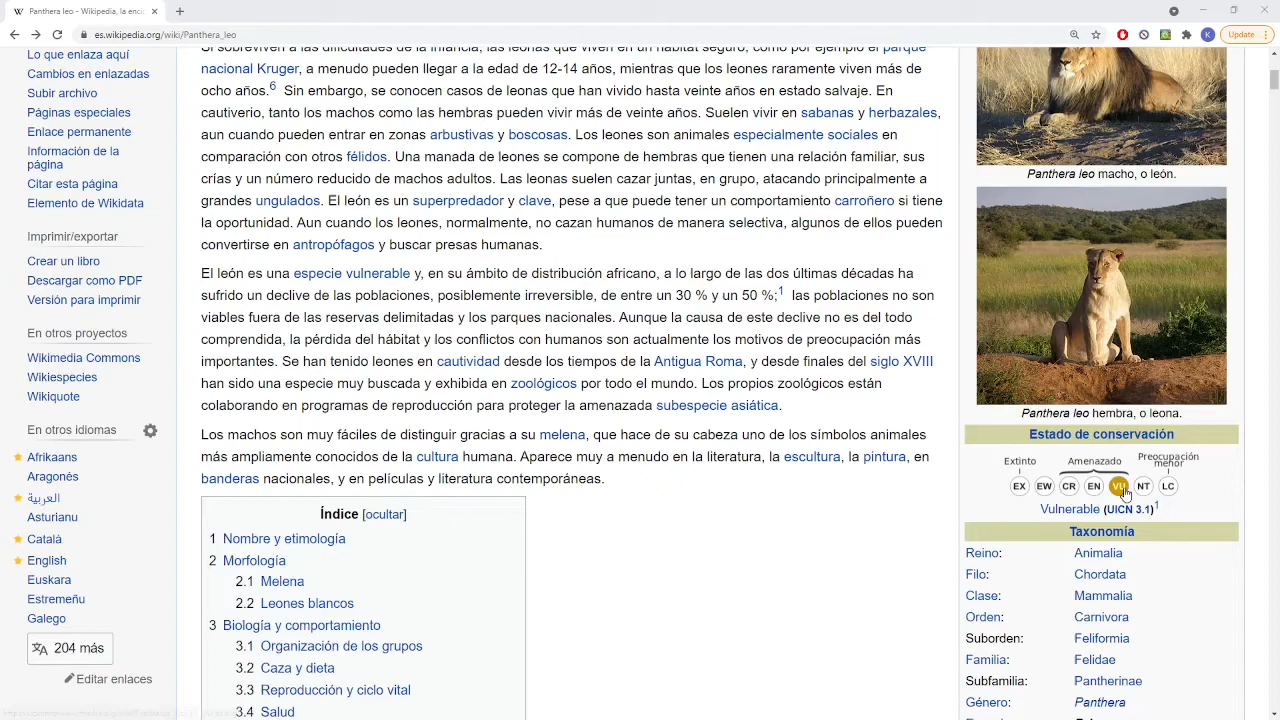 Panthera leo - Wikipedia, la enci
es.wikipedia.org/wiki/Panthera_leo
K
Update
Lo que enlaza aquí
Cambios en enlazadas
Subir archivo
Páginas especiales
Enlace permanente
Información de la
página
Citar esta página
Elemento de Wikidata
Imprimir/exportar
Crear un libro
Descargar como PDF
Versión para imprimir
En otros proyectos
Wikimedia Commons
Wikiespecies
Wikiquote
En otros idiomas
Afrikaans
Aragonés
العربية
Asturianu
Català
English
Euskara
Estremeñu
Galego
204 más
Editar enlaces
Si sobreviven a las dificultades de la infancia, las leonas que viven en un hábitat seguro, como por ejemplo el parque
nacional Kruger, a menudo pueden llegar a la edad de 12-14 años, mientras que los leones raramente viven más de
ocho años.6 Sin embargo, se conocen casos de leonas que han vivido hasta veinte años en estado salvaje. En
cautiverio, tanto los machos como las hembras pueden vivir más de veinte años. Suelen vivir en sabanas y herbazales,
aun cuando pueden entrar en zonas arbustivas y boscosas. Los leones son animales especialmente sociales en
comparación con otros félidos. Una manada de leones se compone de hembras que tienen una relación familiar, sus
crías y un número reducido de machos adultos. Las leonas suelen cazar juntas, en grupo, atacando principalmente a
grandes ungulados. El león es un superpredador y clave, pese a que puede tener un comportamiento carroñero si tiene
la oportunidad. Aun cuando los leones, normalmente, no cazan humanos de manera selectiva, algunos de ellos pueden
convertirse en antropófagos y buscar presas humanas.
El león es una especie vulnerable y, en su ámbito de distribución africano, a lo largo de las dos últimas décadas ha
sufrido un declive de las poblaciones, posiblemente irreversible, de entre un 30 % y un 50 %;1 las poblaciones no son
viables fuera de las reservas delimitadas y los parques nacionales. Aunque la causa de este declive no es del todo
comprendida, la pérdida del hábitat y los conflictos con humanos son actualmente los motivos de preocupación más
importantes. Se han tenido leones en cautividad desde los tiempos de la Antigua Roma, y desde finales del siglo XVIII
han sido una especie muy buscada y exhibida en zoológicos por todo el mundo. Los propios zoológicos están
colaborando en programas de reproducción para proteger la amenazada subespecie asiática.
Los machos son muy fáciles de distinguir gracias a su melena, que hace de su cabeza uno de los símbolos animales
más ampliamente conocidos de la cultura humana. Aparece muy a menudo en la literatura, la escultura, la pintura, en
banderas nacionales, y en películas y literatura contemporáneas.
Índice [ocultar]
1 Nombre y etimología
2 Morfología
2.1 Melena
2.2 Leones blancos
3 Biología y comportamiento
3.1 Organización de los grupos
3.2 Caza y dieta
3.3 Reproducción y ciclo vital
3.4 Salud
Panthera leo macho, o león.
Panthera leo hembra, o leona.
Estado de conservación
Extinto Amenazado Preocupación
menor
EX EW CR EN VU NT LC
Vulnerable (UICN 3.1)1
Taxonomía
Reino: Animalia
Filo: Chordata
Clase: Mammalia
Orden: Carnivora
Suborden: Feliformia
Familia: Felidae
Subfamilia: Pantherinae
Género: Panthera